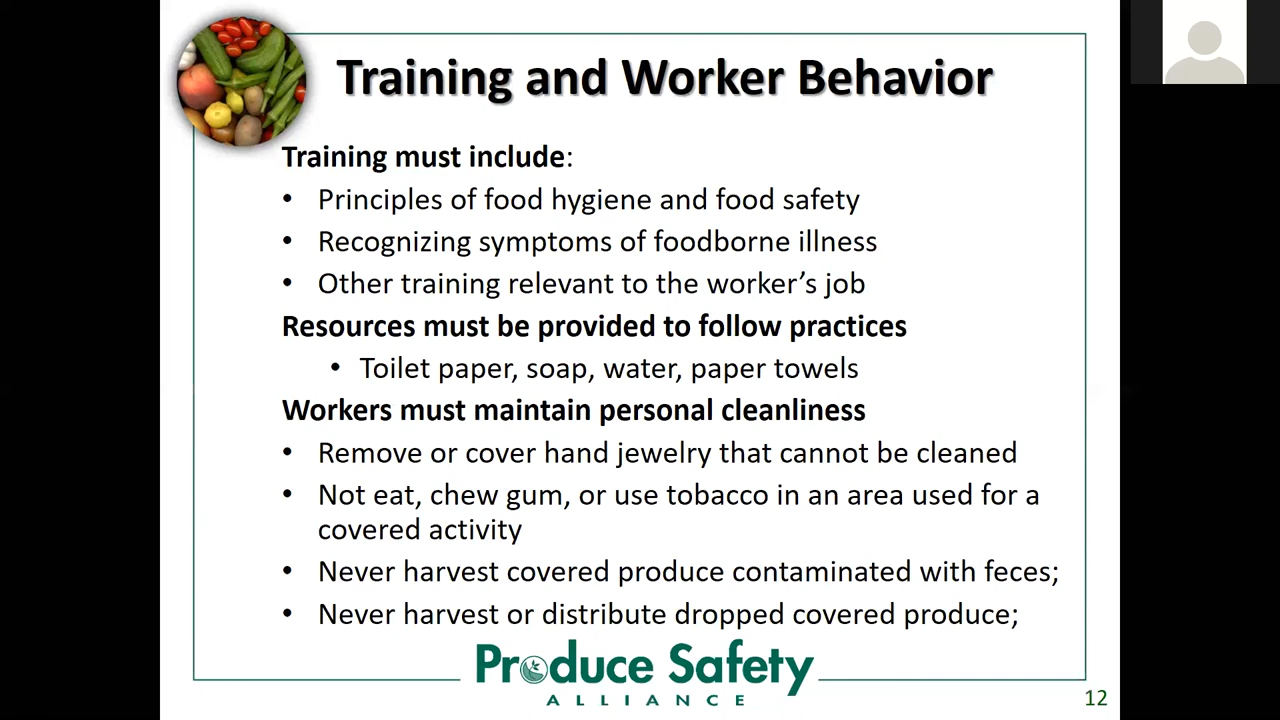 Training and Worker Behavior
Training must include:
• Principles of food hygiene and food safety
• Recognizing symptoms of foodborne illness
• Other training relevant to the worker’s job
Resources must be provided to follow practices
• Toilet paper, soap, water, paper towels
Workers must maintain personal cleanliness
• Remove or cover hand jewelry that cannot be cleaned
• Not eat, chew gum, or use tobacco in an area used for a
covered activity
• Never harvest covered produce contaminated with feces;
• Never harvest or distribute dropped covered produce;
Produce Safety
ALLIANCE
12